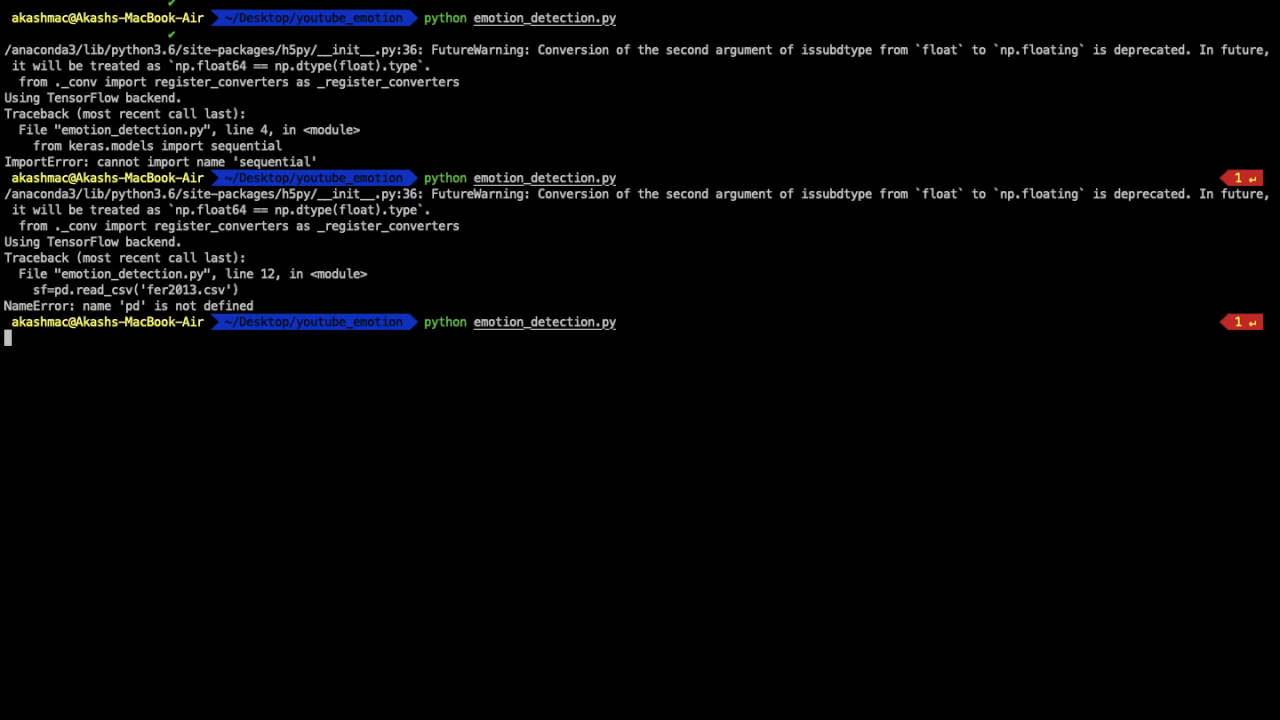 ✔
akashmac@Akashs-MacBook-Air ~/Desktop/youtube_emotion python emotion_detection.py
✔
/anaconda3/lib/python3.6/site-packages/h5py/__init__.py:36: FutureWarning: Conversion of the second argument of issubdtype from `float` to `np.floating` is deprecated. In future,
it will be treated as `np.float64 == np.dtype(float).type`.
from ._conv import register_converters as _register_converters
Using TensorFlow backend.
Traceback (most recent call last):
File "emotion_detection.py", line 4, in <module>
from keras.models import sequential
ImportError: cannot import name 'sequential'
akashmac@Akashs-MacBook-Air ~/Desktop/youtube_emotion python emotion_detection.py 1 ↵
/anaconda3/lib/python3.6/site-packages/h5py/__init__.py:36: FutureWarning: Conversion of the second argument of issubdtype from `float` to `np.floating` is deprecated. In future,
it will be treated as `np.float64 == np.dtype(float).type`.
from ._conv import register_converters as _register_converters
Using TensorFlow backend.
Traceback (most recent call last):
File "emotion_detection.py", line 12, in <module>
sf=pd.read_csv('fer2013.csv')
NameError: name 'pd' is not defined
akashmac@Akashs-MacBook-Air ~/Desktop/youtube_emotion python emotion_detection.py 1 ↵